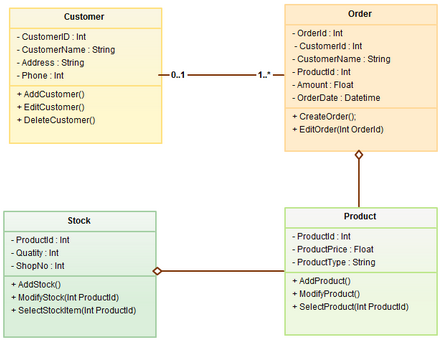 Customer
- CustomerID : Int
- CustomerName : String
- Address : String
- Phone : Int
+ AddCustomer()
+ EditCustomer()
+ DeleteCustomer()
0..1
1..*
Order
- OrderId : Int
- CustomerId : Int
- CustomerName : String
- ProductId : Int
- Amount : Float
- OrderDate : Datetime
+ CreateOrder();
+ EditOrder(Int OrderId)
Stock
- ProductId : Int
- Quatity : Int
- ShopNo : Int
+ AddStock()
+ ModifyStock(Int ProductId)
+ SelectStockItem(Int ProductId)
Product
- ProductId : Int
- ProductPrice : Float
- ProductType : String
+ AddProduct()
+ ModifyProduct()
+ SelectProduct(Int ProductId)